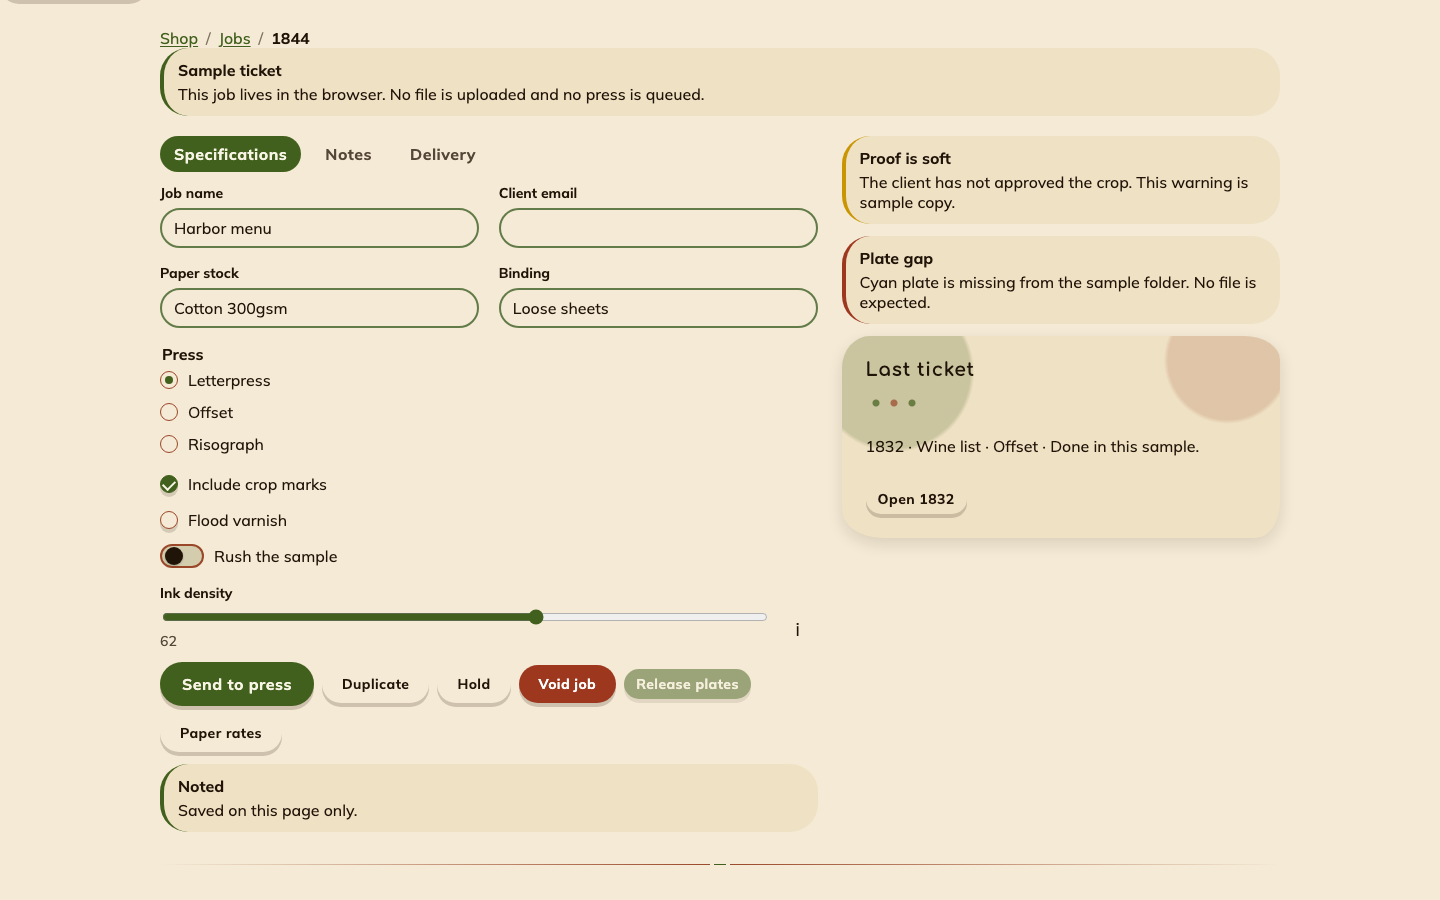 Shop / Jobs / 1844
Sample ticket
This job lives in the browser. No file is uploaded and no press is queued.
Specifications Notes Delivery
Job name Client email
Harbor menu
Paper stock Binding
Cotton 300gsm Loose sheets
Press
Letterpress
Offset
Risograph
Include crop marks
Flood varnish
Rush the sample
Ink density
i
62
Send to press Duplicate Hold Void job Release plates
Paper rates
Noted
Saved on this page only.
Proof is soft
The client has not approved the crop. This warning is
sample copy.
Plate gap
Cyan plate is missing from the sample folder. No file is
expected.
Last ticket
1832 · Wine list · Offset · Done in this sample.
Open 1832